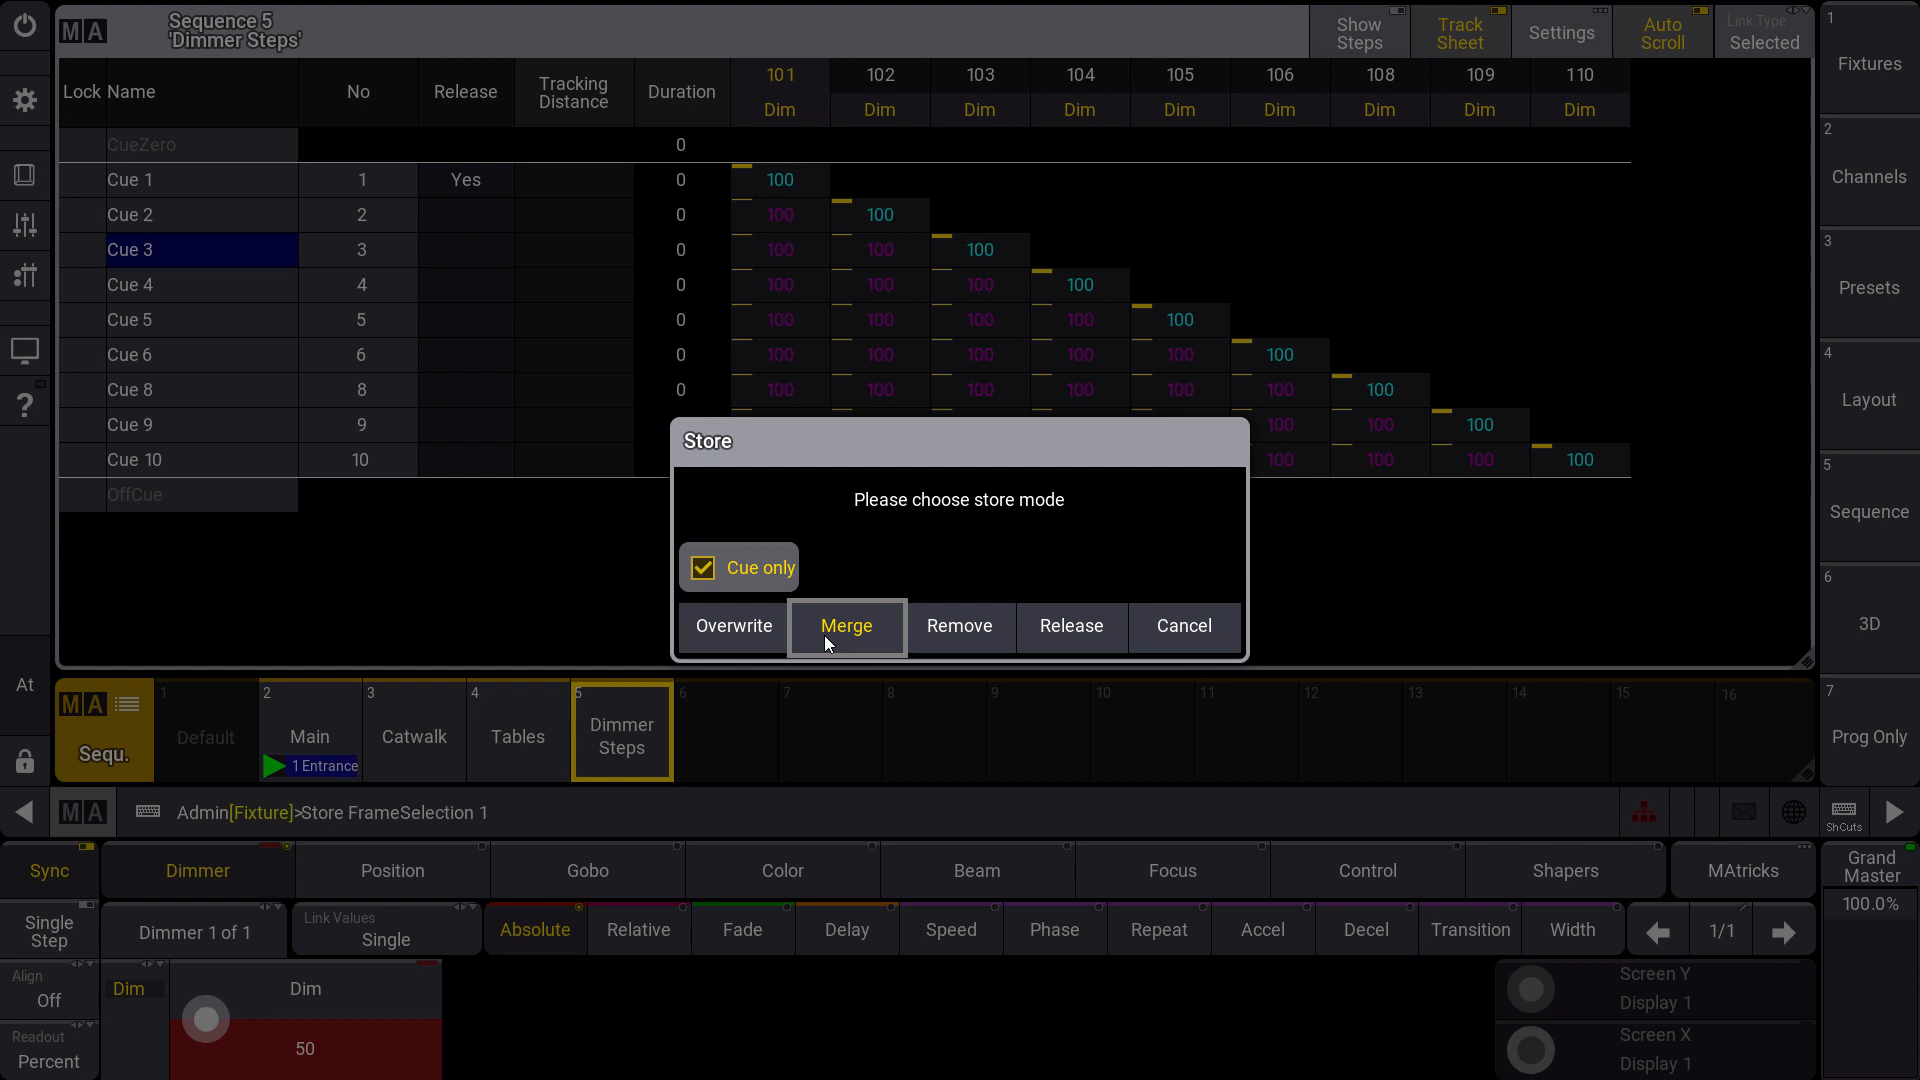 MA
Sequence 5
'Dimmer Steps'
Show Steps
Track Sheet
Settings
Auto Scroll
Link Type
Selected
Lock Name No Release Tracking Distance Duration 101 102 103 104 105 106 108 109 110
Dim Dim Dim Dim Dim Dim Dim Dim Dim
CueZero 0
Cue 1 1 Yes 0 100
Cue 2 2 0 100 100
Cue 3 3 0 100 100 100
Cue 4 4 0 100 100 100 100
Cue 5 5 0 100 100 100 100 100
Cue 6 6 0 100 100 100 100 100 100
Cue 8 8 0 100 100 100 100 100 100 100
Cue 9 9 100 100 100
Cue 10 10 100 100 100 100
OffCue
Store
Please choose store mode
Cue only
Overwrite Merge Remove Release Cancel
1 Fixtures
2 Channels
3 Presets
4 Layout
5 Sequence
6 3D
7 Prog Only
?
At
MA
Sequ.
1 Default
2 Main
1 Entrance
3 Catwalk
4 Tables
5 Dimmer Steps
6 7 8 9 10 11 12 13 14 15 16
MA Admin[Fixture]>Store FrameSelection 1
ShCuts
Sync Dimmer Position Gobo Color Beam Focus Control Shapers MAtricks
Grand Master
100.0%
Single Step
Dimmer 1 of 1
Link Values
Single
Absolute Relative Fade Delay Speed Phase Repeat Accel Decel Transition Width 1/1
Align
Off
Dim
Dim
50
Readout
Percent
Screen Y
Display 1
Screen X
Display 1